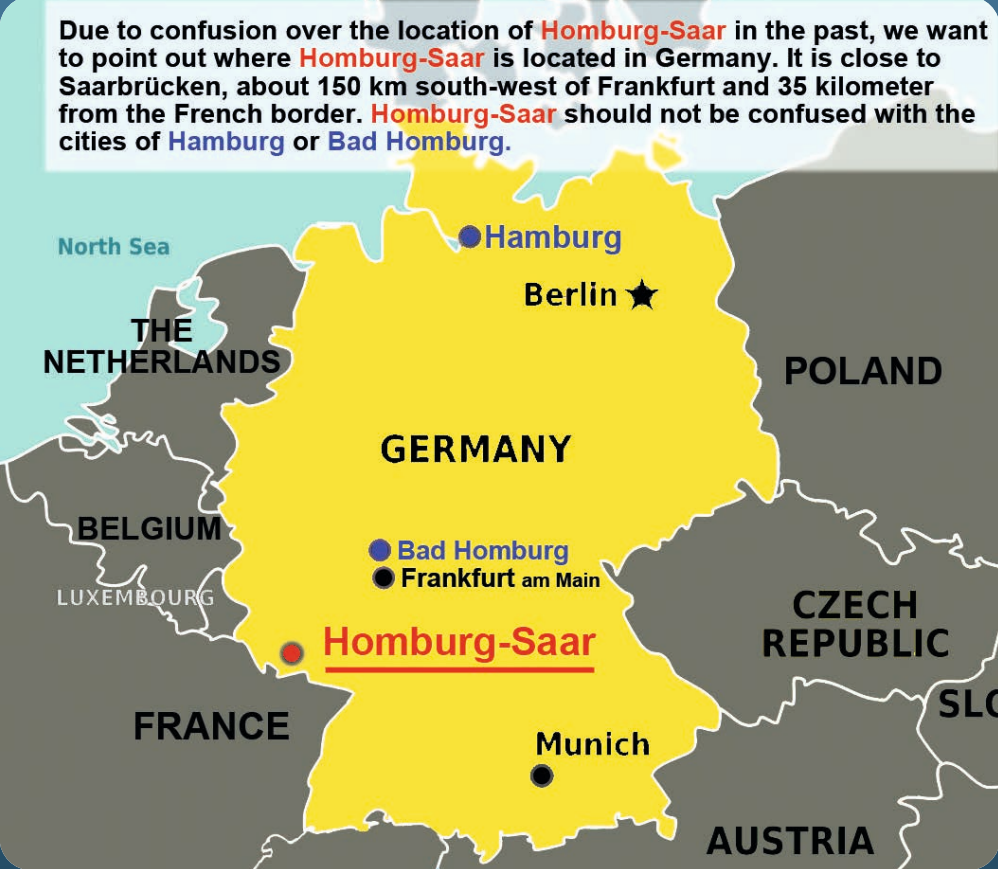 Due to confusion over the location of Homburg-Saar in the past, we want
to point out where Homburg-Saar is located in Germany. It is close to
Saarbrücken, about 150 km south-west of Frankfurt and 35 kilometer
from the French border. Homburg-Saar should not be confused with the
cities of Hamburg or Bad Homburg.
Hamburg
North Sea
Berlin
THE
NETHERLANDS
POLAND
GERMANY
BELGIUM
Bad Homburg
Frankfurt am Main
LUXEMBOURG
CZECH
REPUBLIC
Homburg-Saar
SLO
FRANCE
Munich
AUSTRIA